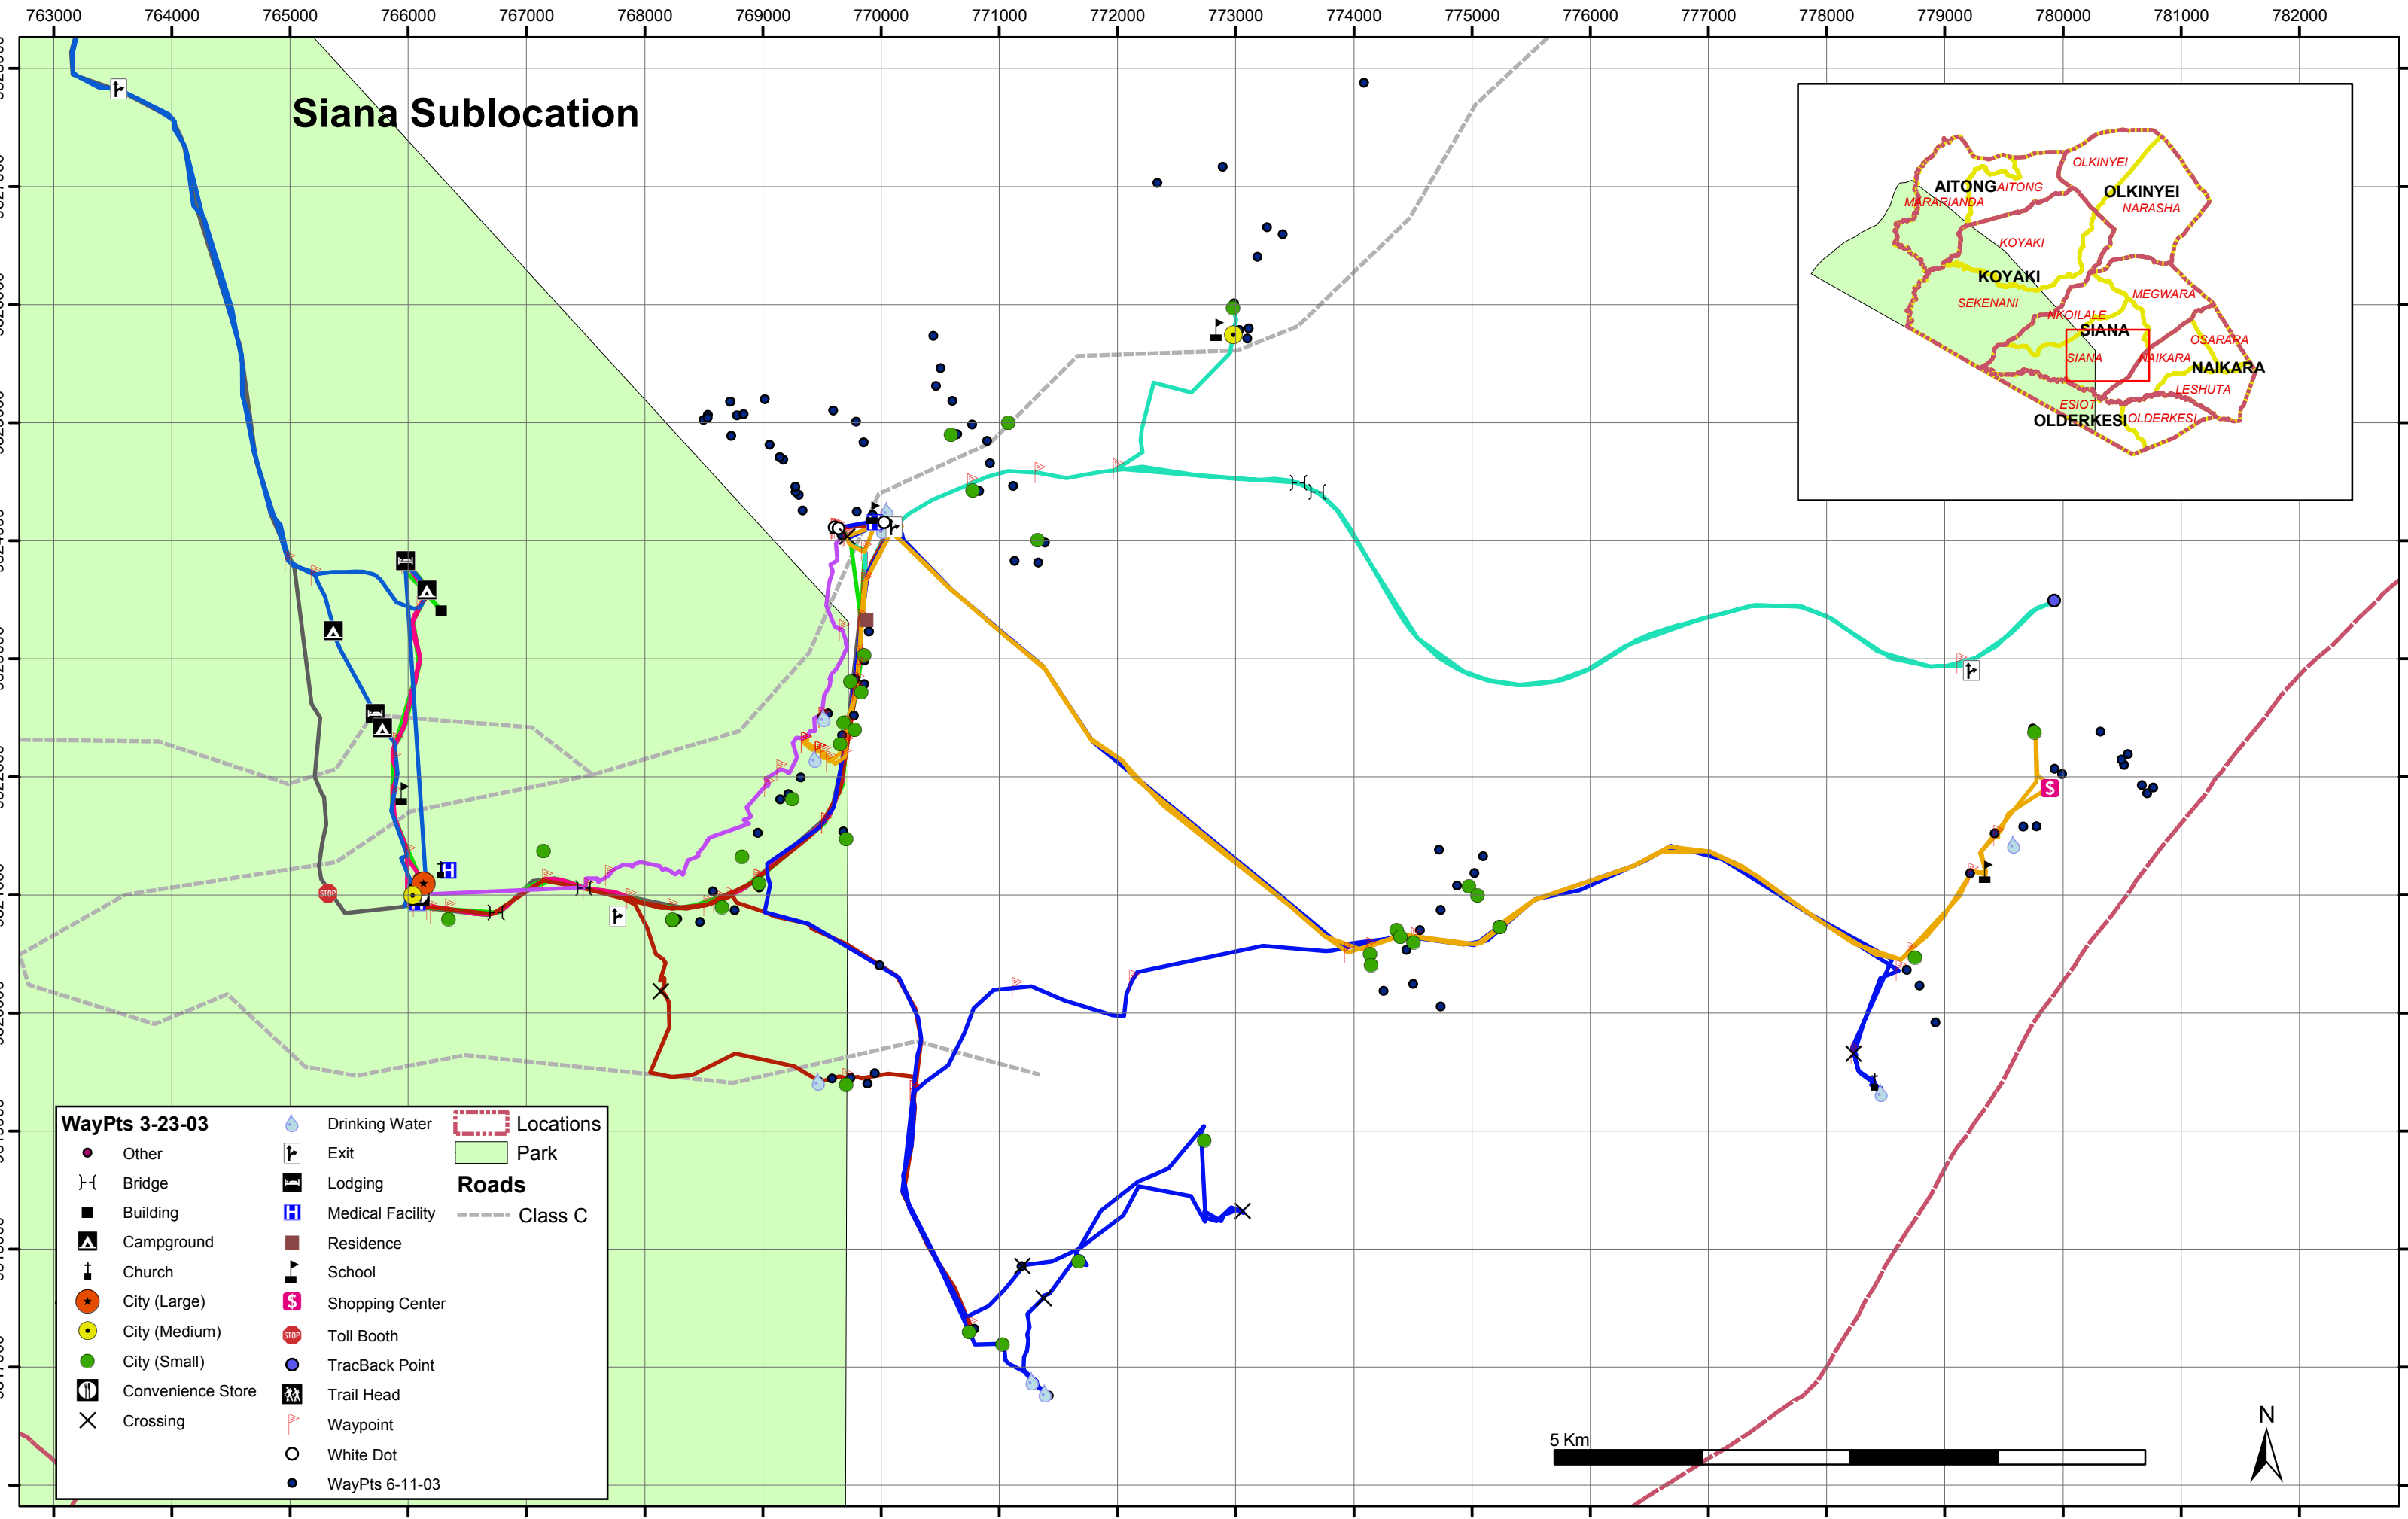 763000 764000 765000 766000 767000 768000 769000 770000 771000 772000 773000 774000 775000 776000 777000 778000 779000 780000 781000 782000
Siana Sublocation
OLKINYEI
AITONG AITONG
OLKINYEI
MARARIANDA
NARASHA
KOYAKI
KOYAKI
MEGWARA
SEKENANI
NKOILALE
SIANA
OSARARA
SIANA
NAIKARA
NAIKARA
LESHUTA
ESIOT
OLDERKESI
OLDERKESI
$
STOP
H
WayPts 3-23-03
Other
Bridge
Building
Campground
Church
City (Large)
City (Medium)
City (Small)
Convenience Store
Crossing
Drinking Water
Exit
Lodging
H Medical Facility
Residence
School
$ Shopping Center
STOP Toll Booth
TracBack Point
Trail Head
Waypoint
White Dot
WayPts 6-11-03
Locations
Park
Roads
Class C
5 Km
N